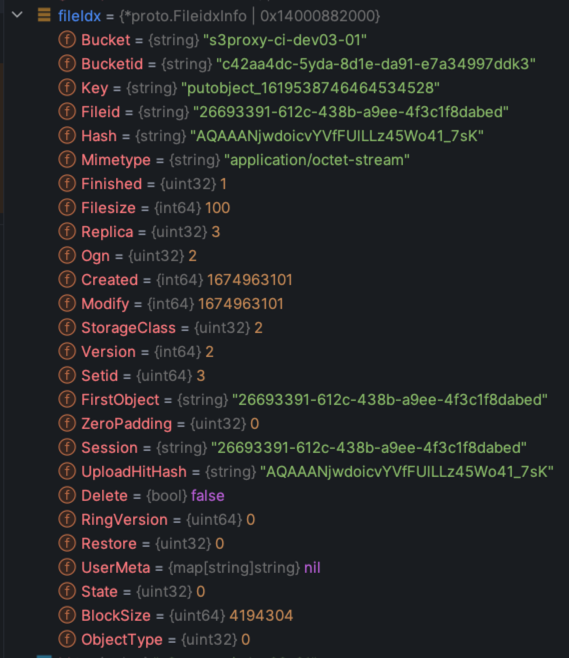 fileIdx = {*proto.FileidxInfo | 0x14000882000}
f Bucket = {string} "s3proxy-ci-dev03-01"
f Bucketid = {string} "c42aa4dc-5yda-8d1e-da91-e7a34997ddk3"
f Key = {string} "putobject_1619538746464534528"
f Fileid = {string} "26693391-612c-438b-a9ee-4f3c1f8dabed"
f Hash = {string} "AQAAANjwdoicvYVfFUlLLz45Wo41_7sK"
f Mimetype = {string} "application/octet-stream"
f Finished = {uint32} 1
f Filesize = {int64} 100
f Replica = {uint32} 3
f Ogn = {uint32} 2
f Created = {int64} 1674963101
f Modify = {int64} 1674963101
f StorageClass = {uint32} 2
f Version = {int64} 2
f Setid = {int64} 3
f FirstObject = {string} "26693391-612c-438b-a9ee-4f3c1f8dabed"
f ZeroPadding = {uint32} 0
f Session = {string} "26693391-612c-438b-a9ee-4f3c1f8dabed"
f UploadHitHash = {string} "AQAAANjwdoicvYVfFUlLLz45Wo41_7sK"
f Delete = {bool} false
f RingVersion = {uint64} 0
f Restore = {uint32} 0
f UserMeta = {map[string]string} nil
f State = {uint32} 0
f BlockSize = {uint64} 4194304
f ObjectType = {uint32} 0